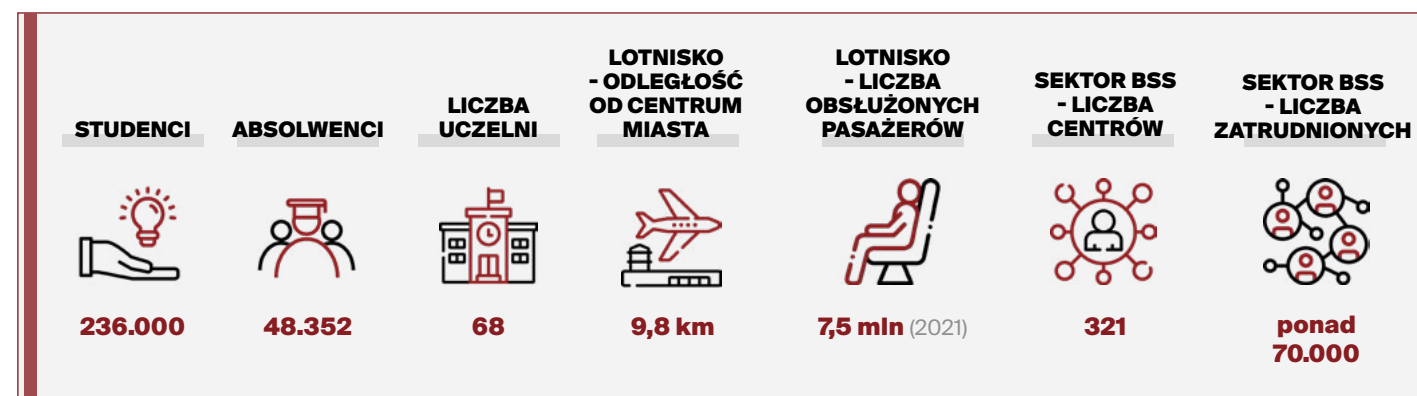 STUDENCI
236.000
ABSOLWENCI
48.352
LICZBA
UCZELNI
68
LOTNISKO
- ODLEGŁOŚĆ
OD CENTRUM
MIASTA
9,8 km
LOTNISKO
- LICZBA
OBSŁUŻONYCH
PASAŻERÓW
7,5 mln (2021)
SEKTOR BSS
- LICZBA
CENTRÓW
321
SEKTOR BSS
- LICZBA
ZATRUDNIONYCH
ponad
70.000